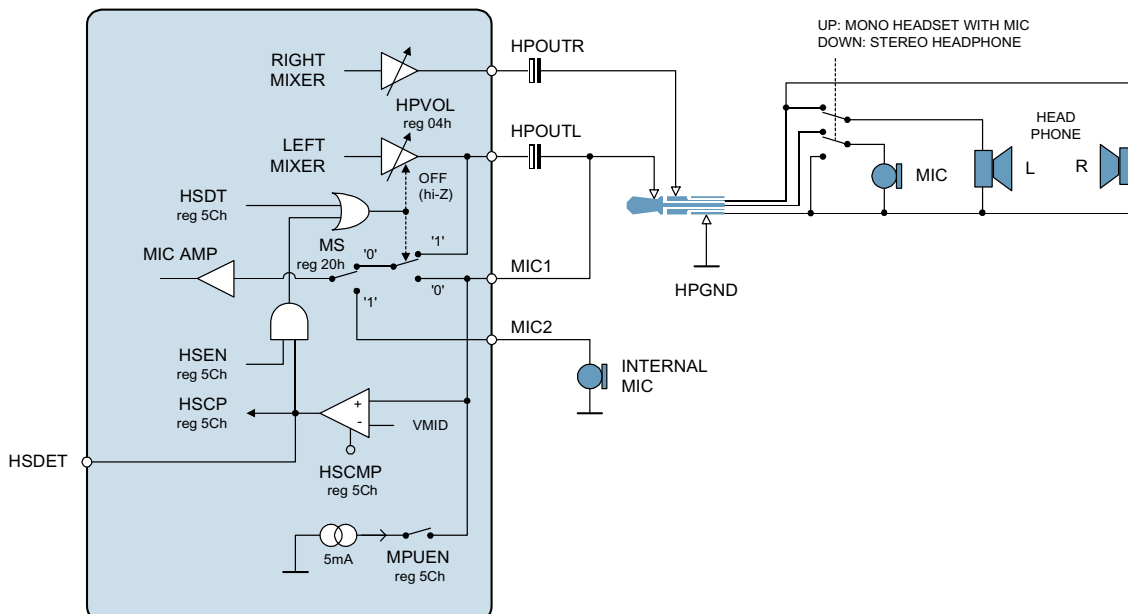 UP: MONO HEADSET WITH MIC
DOWN: STEREO HEADPHONE
HPOUTR
RIGHT
MIXER
HPVOL
reg 04h
HPOUTL
HEAD
PHONE
LEFT
MIXER
OFF
(hi-Z)
HSDT
reg 5Ch
MIC
L
R
MS
reg 20h
'0'
'1'
MIC AMP
MIC1
'0'
'1'
HPGND
MIC2
HSEN
reg 5Ch
INTERNAL
MIC
HSCP
reg 5Ch
+
-
VMID
HSDET
HSCMP
reg 5Ch
5mA
MPUEN
reg 5Ch